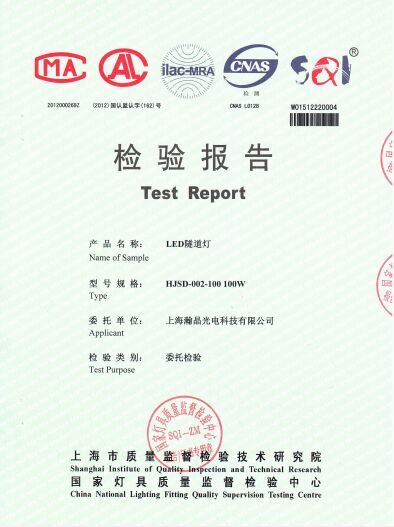 MA
AL
ilac-MRA
CNAS
检 测
SQI ®
2012000269Z
(2012)国认监认字(162)号
CNAS L0128
W01512220004
检 验 报 告
Test Report
产 品 名 称： LED隧道灯
Name of Sample
型 号 规 格： HJSD-002-100 100W
Type
委 托 单 位： 上海瀚晶光电科技有限公司
Applicant
检 验 类 别： 委托检验
Test Purpose
国家灯具质量监督检验中心
SQI-ZM
上海市质量监督检验技术研究院
Shanghai Institute of Quality Inspection and Technical Research
国家灯具质量监督检验中心
China National Lighting Fitting Quality Supervision Testing Centre